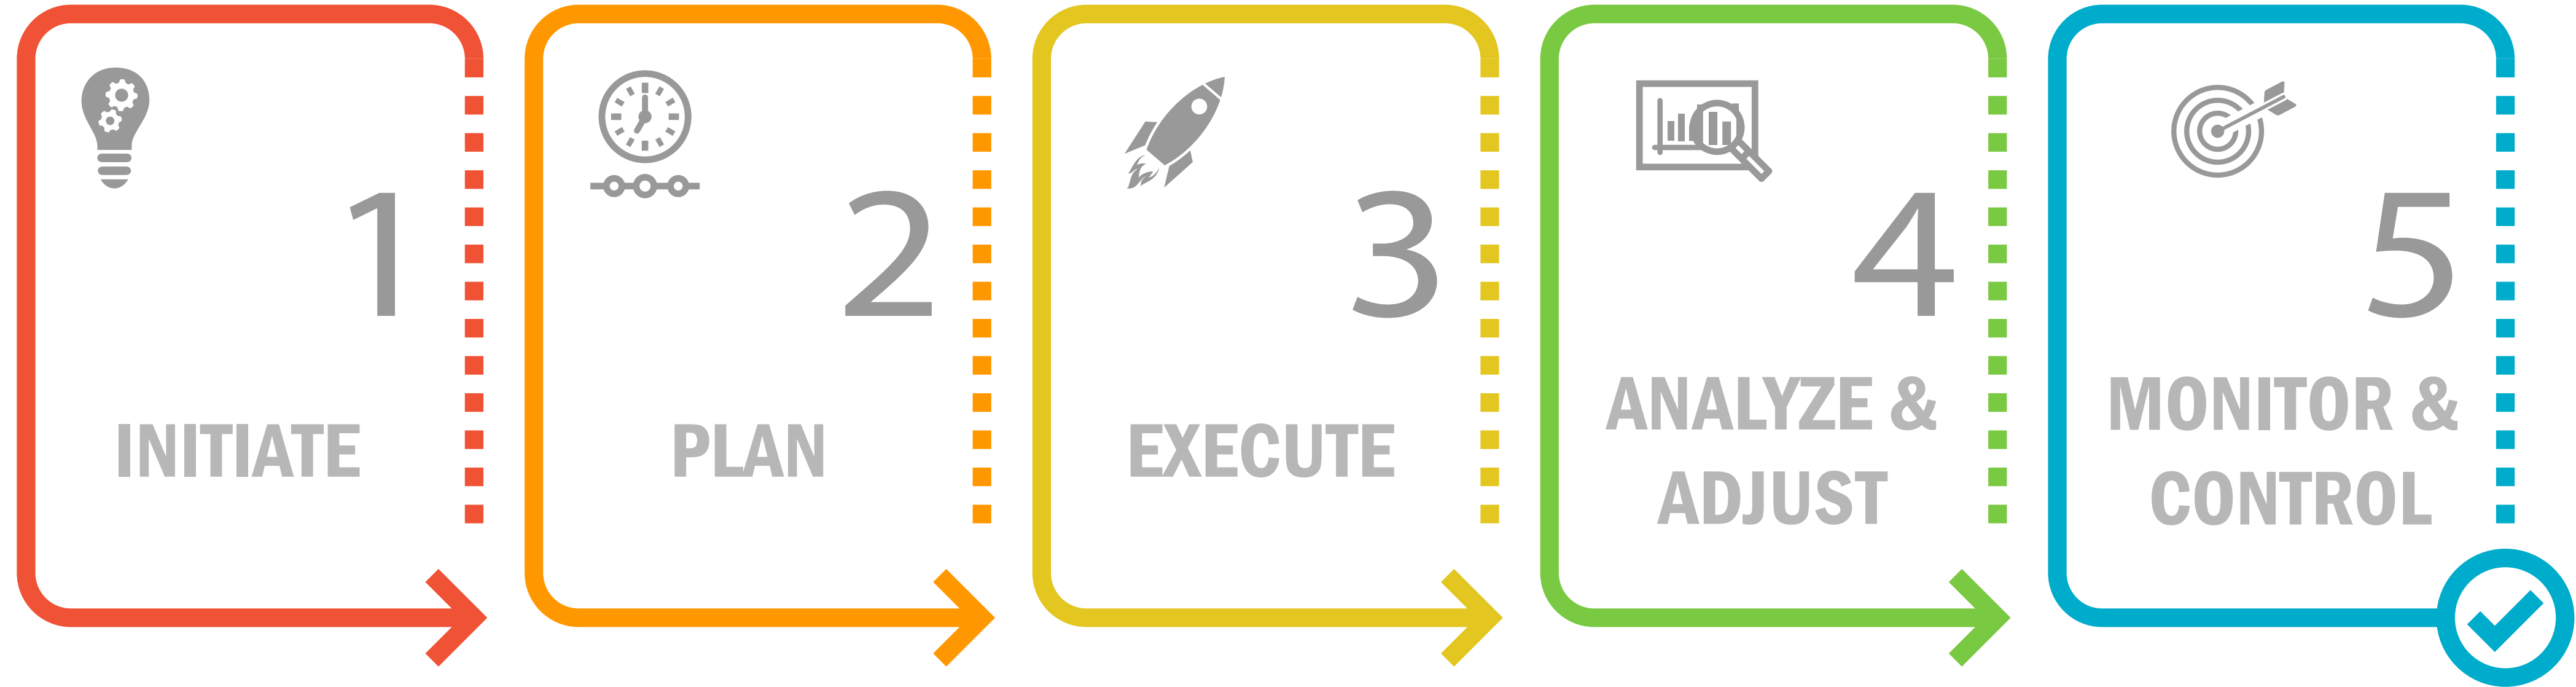 1
INITIATE
2
PLAN
3
EXECUTE
4
ANALYZE &
ADJUST
5
MONITOR &
CONTROL